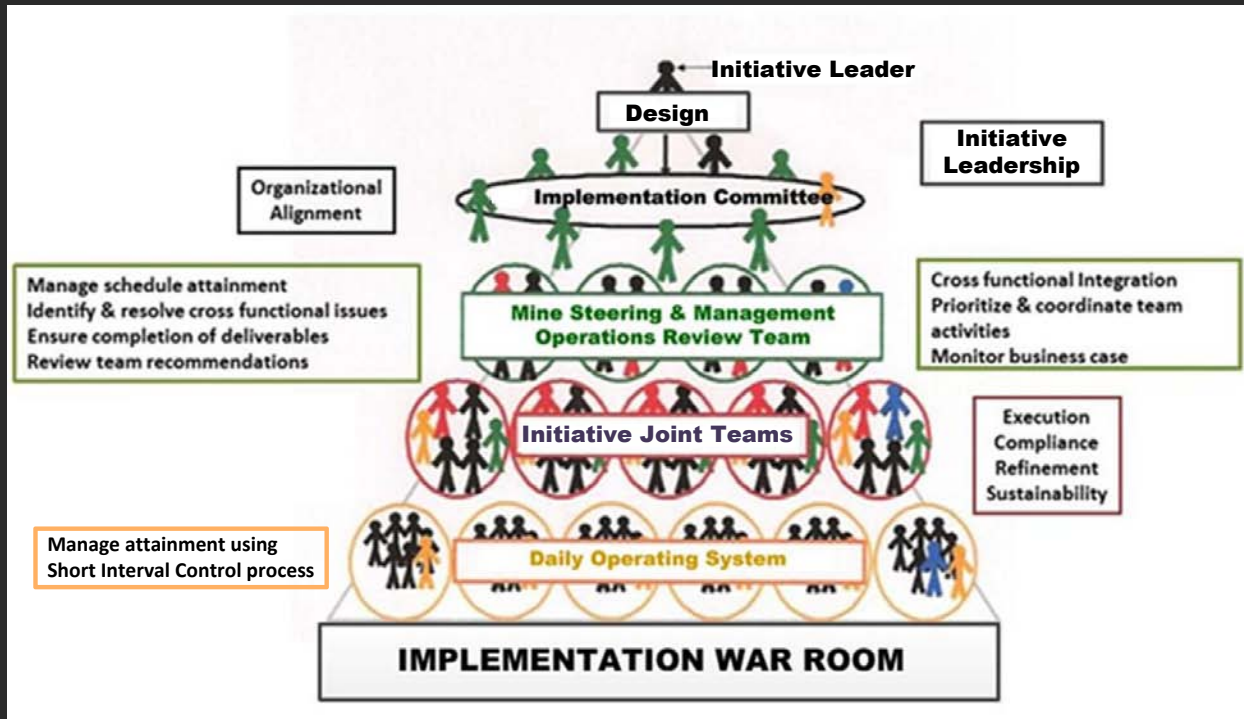 Initiative Leader
Design
Initiative
Leadership
Organizational
Alignment
Implementation Committee
Manage schedule attainment
Identify & resolve cross functional issues
Ensure completion of deliverables
Review team recommendations
Mine Steering & Management
Operations Review Team
Cross functional Integration
Prioritize & coordinate team
activities
Monitor business case
Initiative Joint Teams
Execution
Compliance
Refinement
Sustainability
Manage attainment using
Short Interval Control process
Daily Operating System
IMPLEMENTATION WAR ROOM